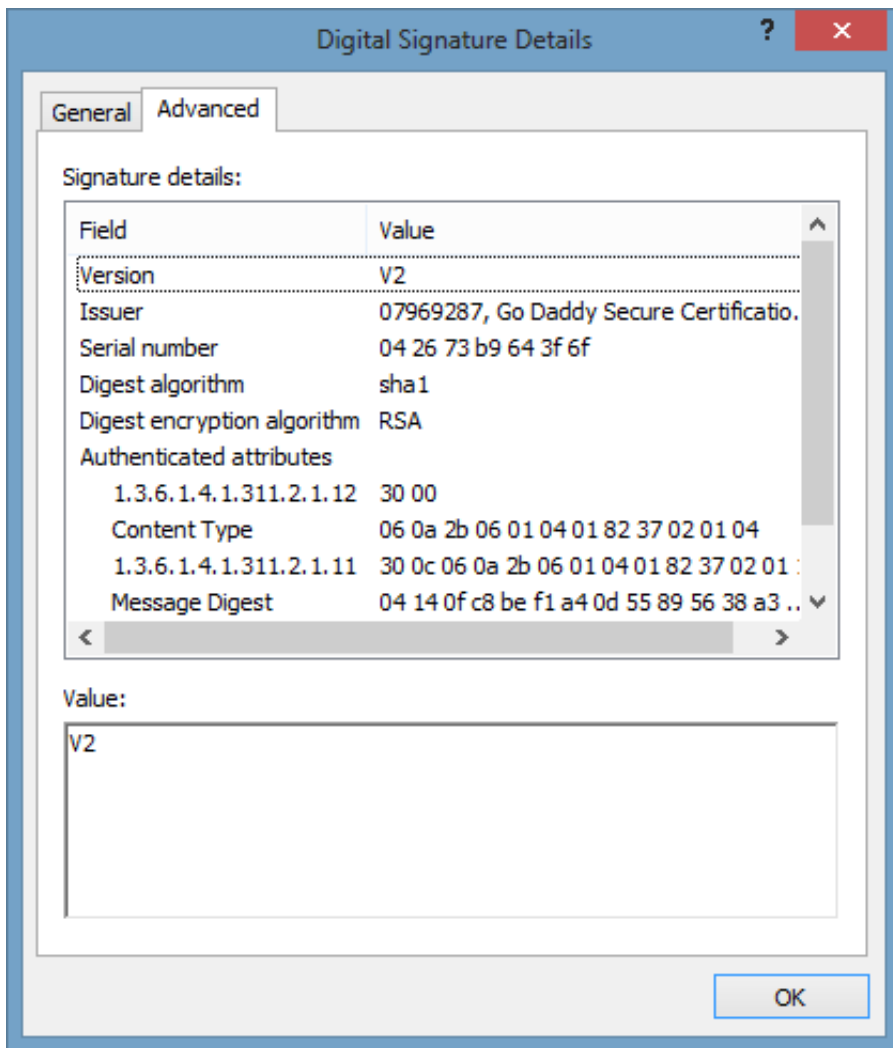 Digital Signature Details
?
General Advanced
Signature details:
Field Value
Version V2
Issuer 07969287, Go Daddy Secure Certificatio.
Serial number 04 26 73 b9 64 3f 6f
Digest algorithm sha1
Digest encryption algorithm RSA
Authenticated attributes
1.3.6.1.4.1.311.2.1.12 30 00
Content Type 06 0a 2b 06 01 04 01 82 37 02 01 04
1.3.6.1.4.1.311.2.1.11 30 0c 06 0a 2b 06 01 04 01 82 37 02 01
Message Digest 04 14 0f c8 be f1 a4 0d 55 89 56 38 a3 ..
Value:
V2
OK